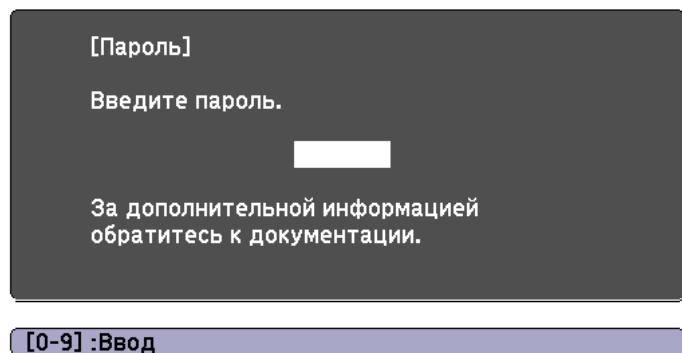 [Пароль]
Введите пароль.
За дополнительной информацией
обратитесь к документации.
[0-9] :Ввод